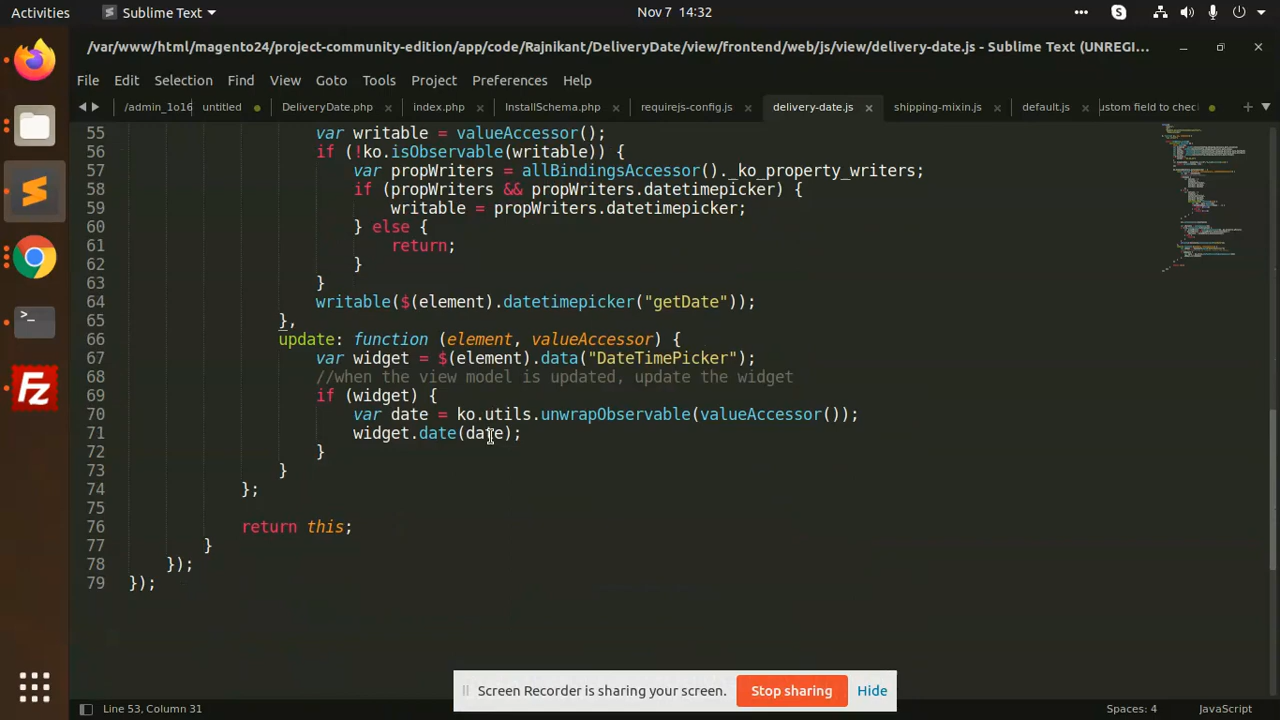 Activities Sublime Text Nov 7 14:32
/var/www/html/magento24/project-community-edition/app/code/Rajnikant/DeliveryDate/view/frontend/web/js/view/delivery-date.js - Sublime Text (UNREGI...
File Edit Selection Find View Goto Tools Project Preferences Help
/admin_1o16 untitled DeliveryDate.php index.php InstallSchema.php requirejs-config.js delivery-date.js shipping-mixin.js default.js ustom field to chec
55 var writable = valueAccessor();
56 if (!ko.isObservable(writable)) {
57 var propWriters = allBindingsAccessor()._ko_property_writers;
58 if (propWriters && propWriters.datetimepicker) {
59 writable = propWriters.datetimepicker;
60 } else {
61 return;
62 }
63 }
64 writable($(element).datetimepicker("getDate"));
65 },
66 update: function (element, valueAccessor) {
67 var widget = $(element).data("DateTimePicker");
68 //when the view model is updated, update the widget
69 if (widget) {
70 var date = ko.utils.unwrapObservable(valueAccessor());
71 widget.date(date);
72 }
73 }
74 };
75
76 return this;
77 }
78 });
79 });
Screen Recorder is sharing your screen. Stop sharing Hide
Line 53, Column 31 Spaces: 4 JavaScript